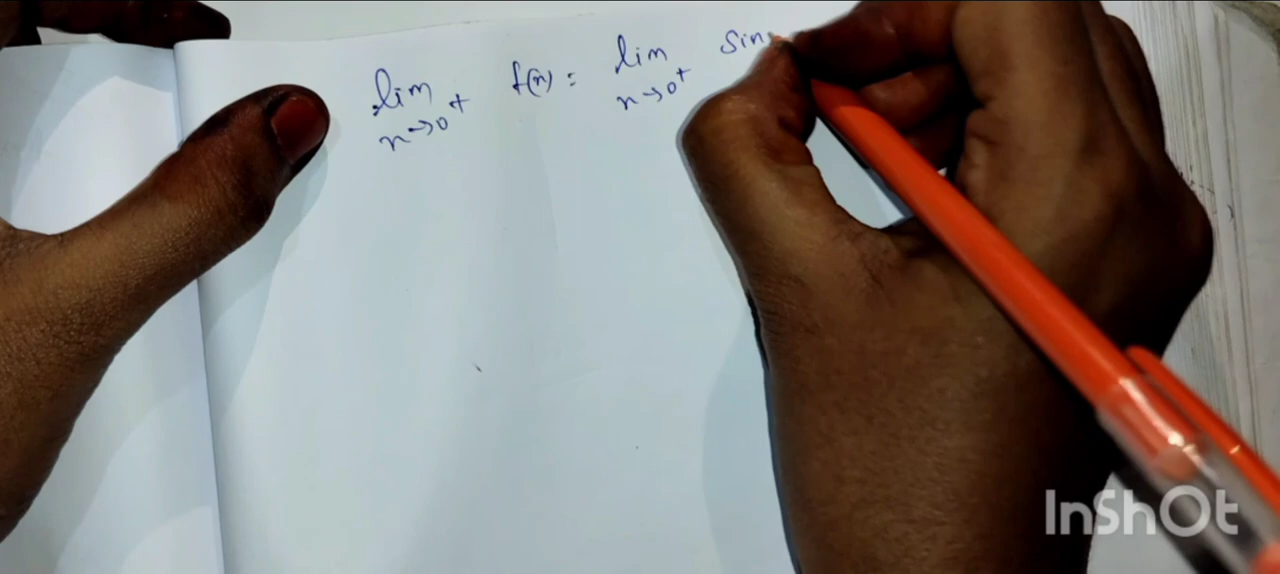 lim f(x) = lim sin
x→0⁺ x→0⁺
InShOt